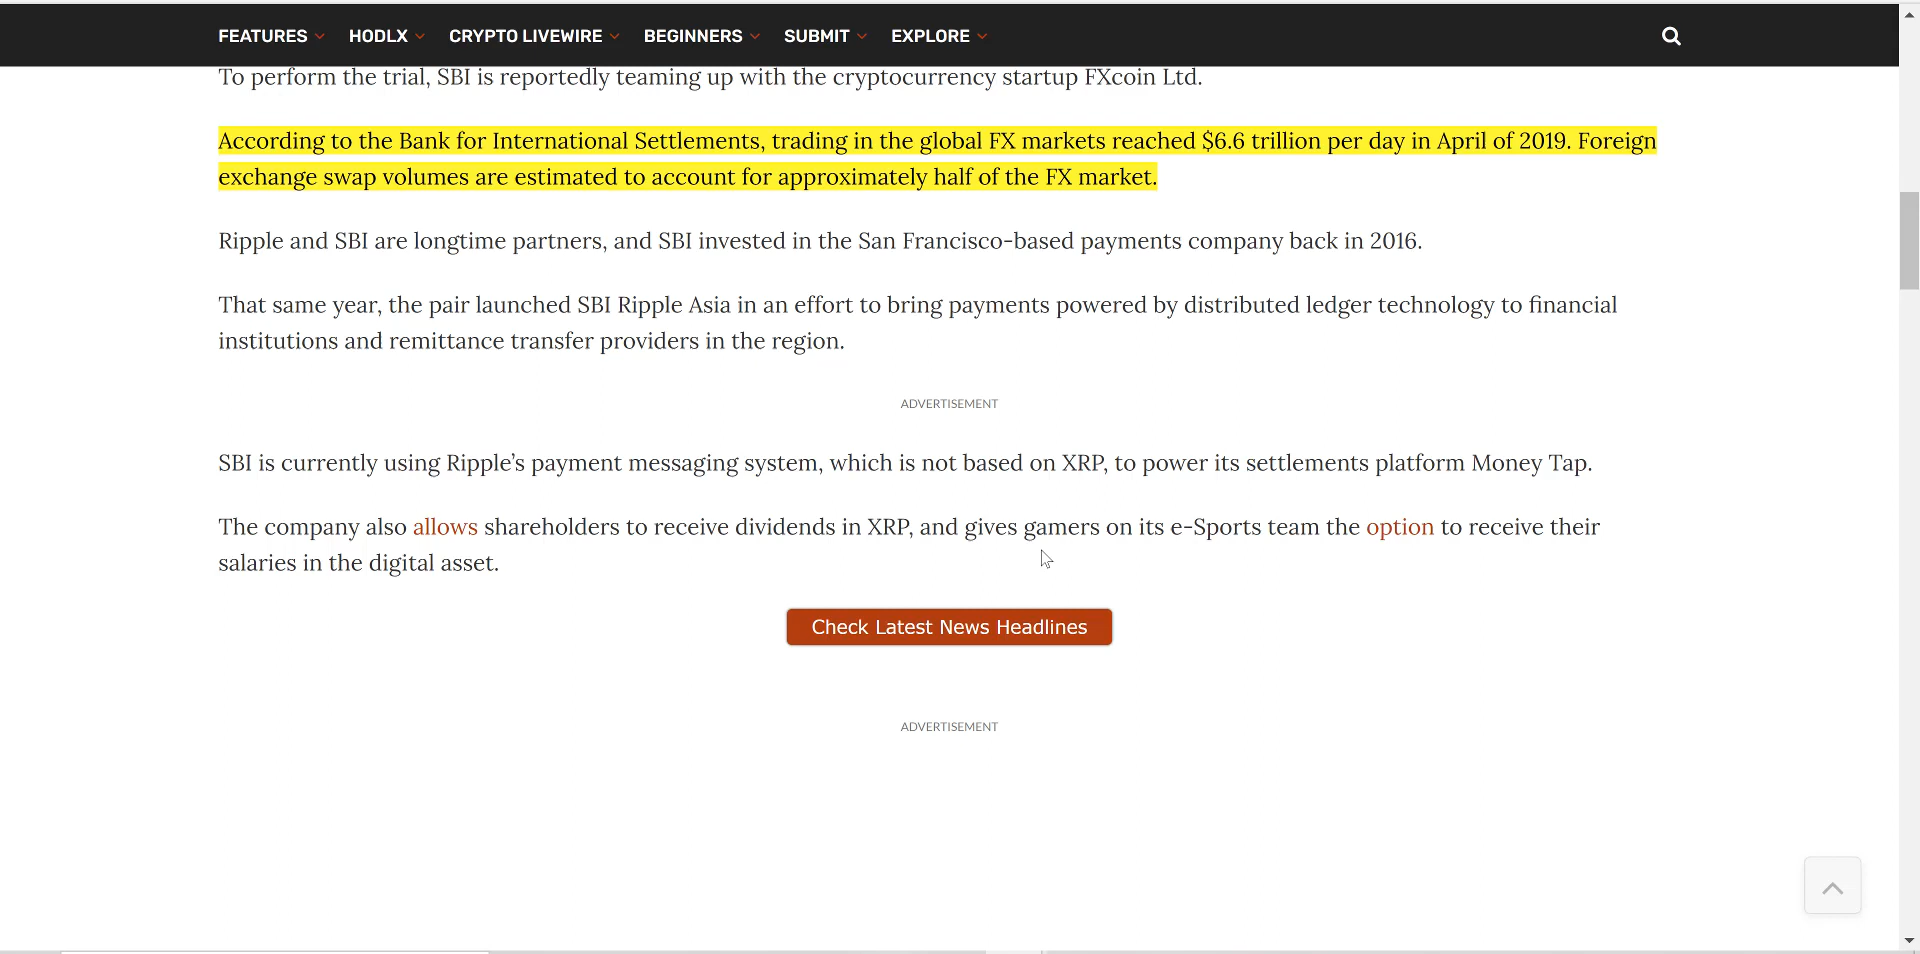 FEATURES HODLX CRYPTO LIVEWIRE BEGINNERS SUBMIT EXPLORE
To perform the trial, SBI is reportedly teaming up with the cryptocurrency startup FXcoin Ltd.
According to the Bank for International Settlements, trading in the global FX markets reached $6.6 trillion per day in April of 2019. Foreign
exchange swap volumes are estimated to account for approximately half of the FX market.
Ripple and SBI are longtime partners, and SBI invested in the San Francisco-based payments company back in 2016.
That same year, the pair launched SBI Ripple Asia in an effort to bring payments powered by distributed ledger technology to financial
institutions and remittance transfer providers in the region.
ADVERTISEMENT
SBI is currently using Ripple’s payment messaging system, which is not based on XRP, to power its settlements platform Money Tap.
The company also allows shareholders to receive dividends in XRP, and gives gamers on its e-Sports team the option to receive their
salaries in the digital asset.
Check Latest News Headlines
ADVERTISEMENT